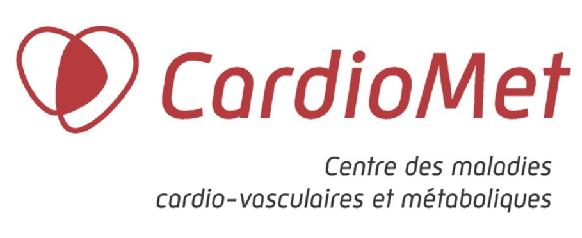 CardioMet
Centre des maladies
cardio-vasculaires et métaboliques